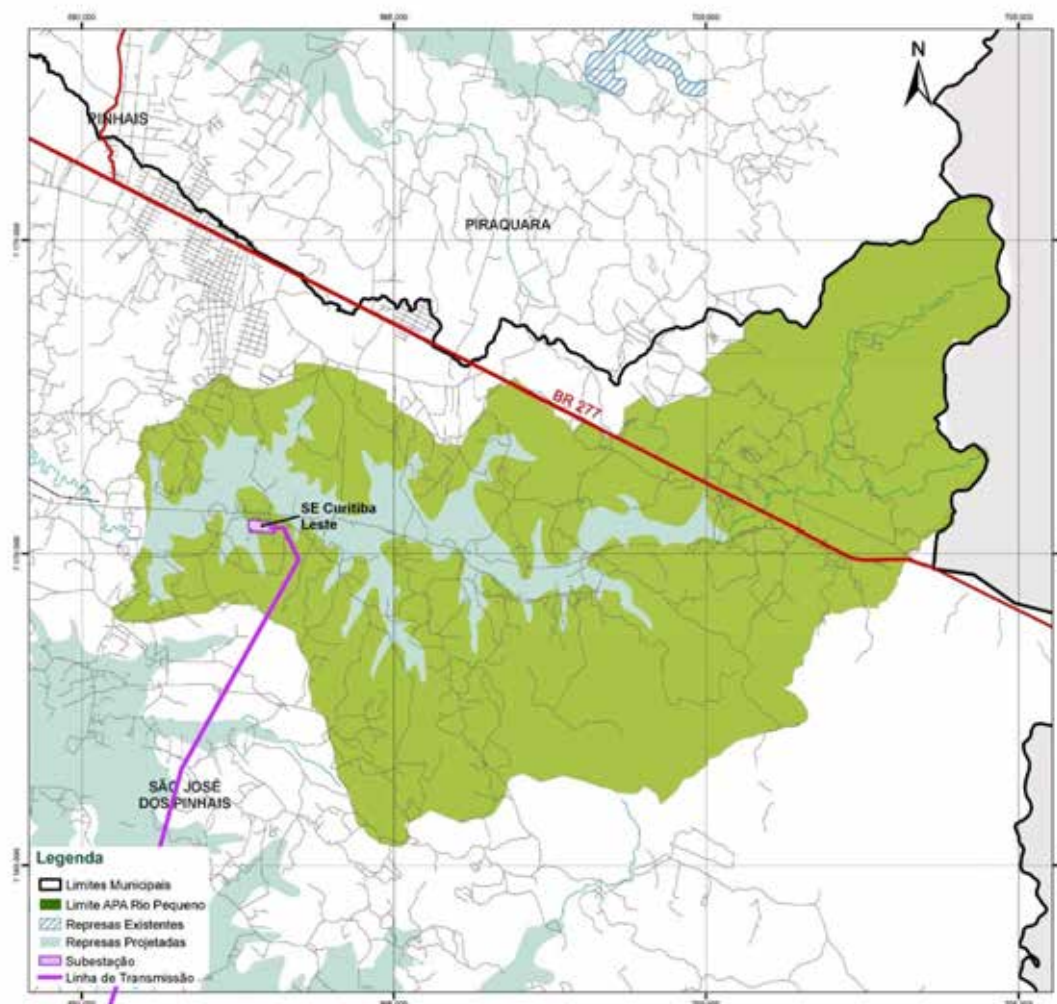 N
PINHAIS
PIRAQUARA
BR 277
SE Curitiba
Leste
SÃO JOSÉ
DOS PINHAIS
Legenda
Limites Municipais
Limite APA Rio Pequeno
Represas Existentes
Represas Projetadas
Subestação
Linha de Transmissão